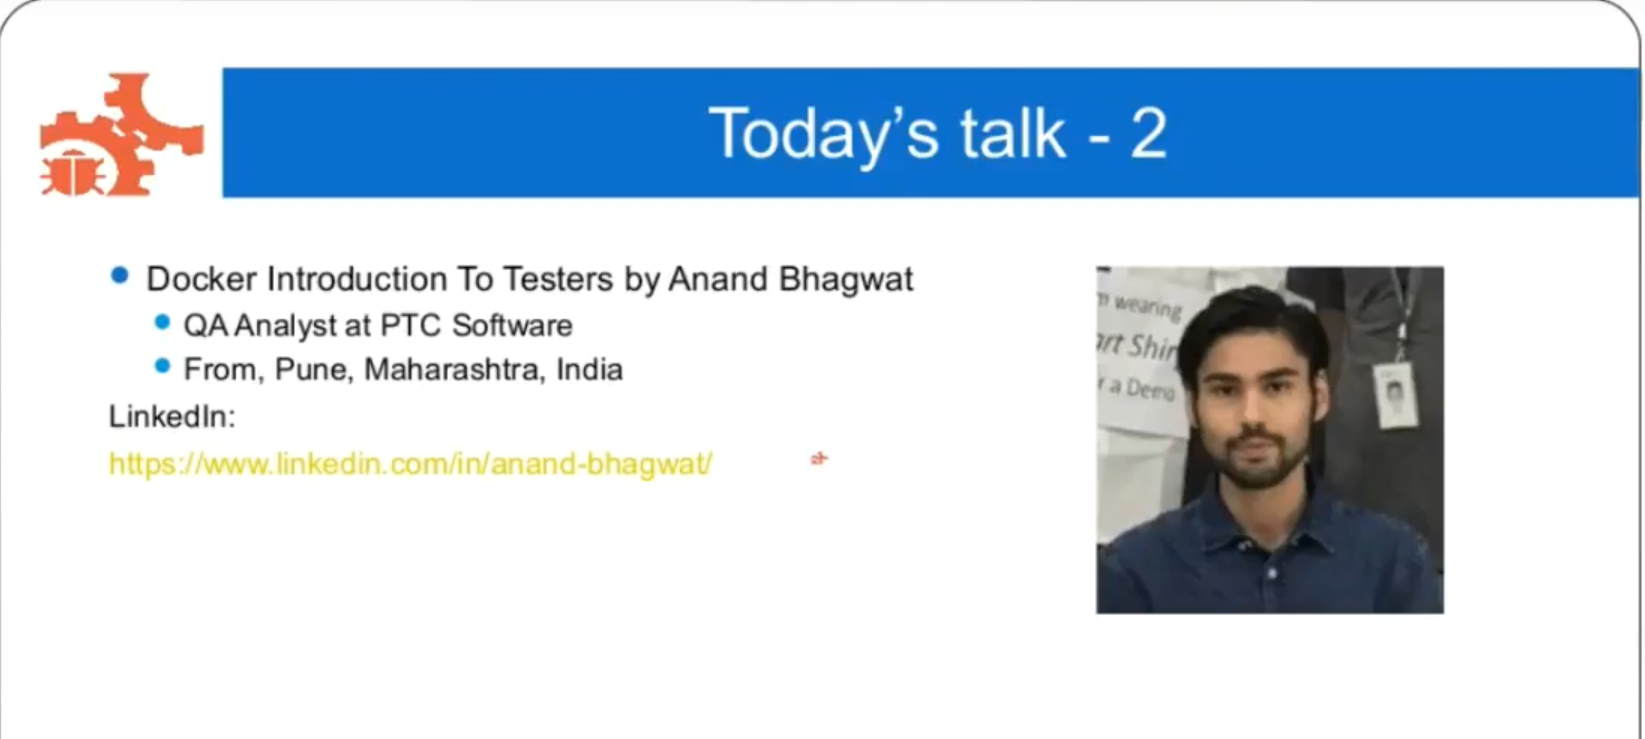 Today’s talk - 2
Docker Introduction To Testers by Anand Bhagwat
QA Analyst at PTC Software
From, Pune, Maharashtra, India
LinkedIn:
https://www.linkedin.com/in/anand-bhagwat/
wearing
Shir
a Demo